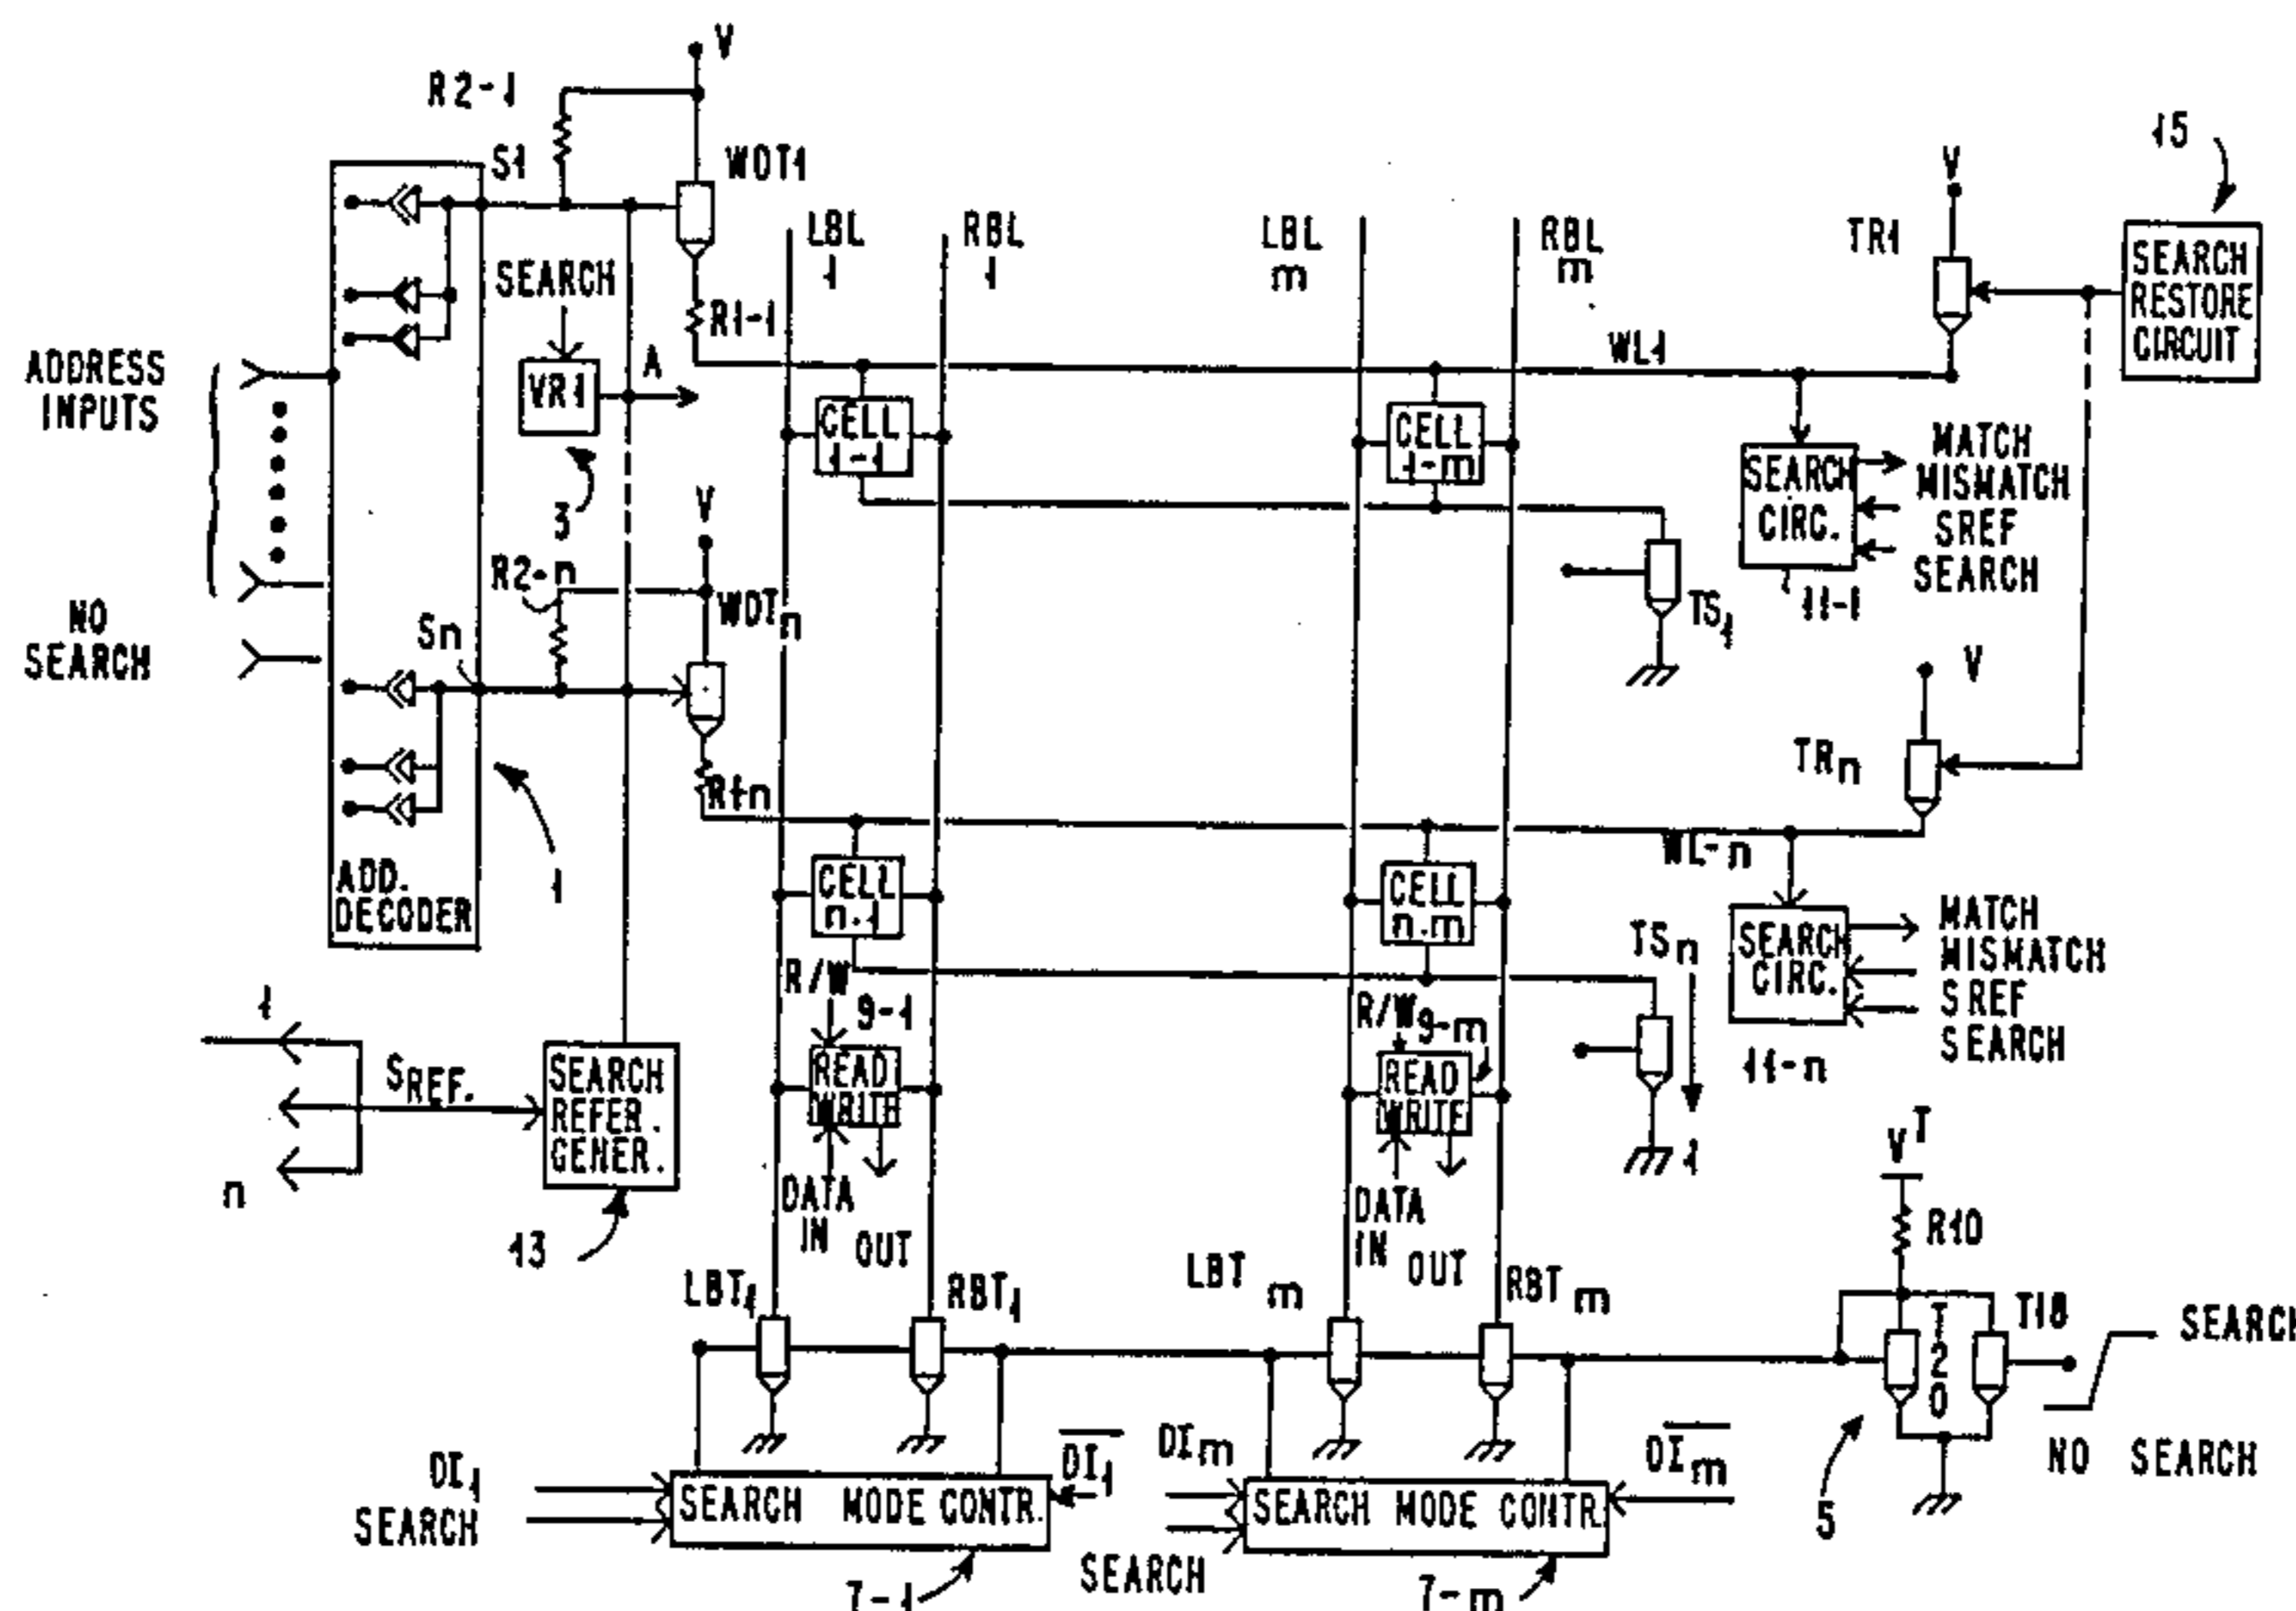 V
R2-1
S1
WDT1
LBL
1
RBL
1
LBL
m
RBL
m
V
TR1
15
SEARCH
RESTORE
CIRCUIT
SEARCH
R1-1
A
VR1
3
WL1
ADDRESS
INPUTS
CELL
1-1
CELL
1-m
SEARCH
CIRC.
MATCH
MISMATCH
SREF
SEARCH
11-1
V
R2-n
WDTn
TS1
NO
SEARCH
Sn
V
TRn
R1n
WL-n
ADD.
DECODER
1
CELL
n.1
CELL
n.m
TSn
SEARCH
CIRC.
MATCH
MISMATCH
SREF
SEARCH
11-n
R/W
9-1
R/W
9-m
1
SREF.
n
SEARCH
REFER.
GENER.
13
READ
WRITE
READ
WRITE
DATA
IN
OUT
DATA
IN
OUT
1
VT
R10
LBT1
RBT1
LBTm
RBTm
T20
T18
SEARCH
NO SEARCH
5
DI1
SEARCH
SEARCH MODE CONTR.
DI1
DIm
SEARCH
SEARCH MODE CONTR.
DIm
7-1
7-m